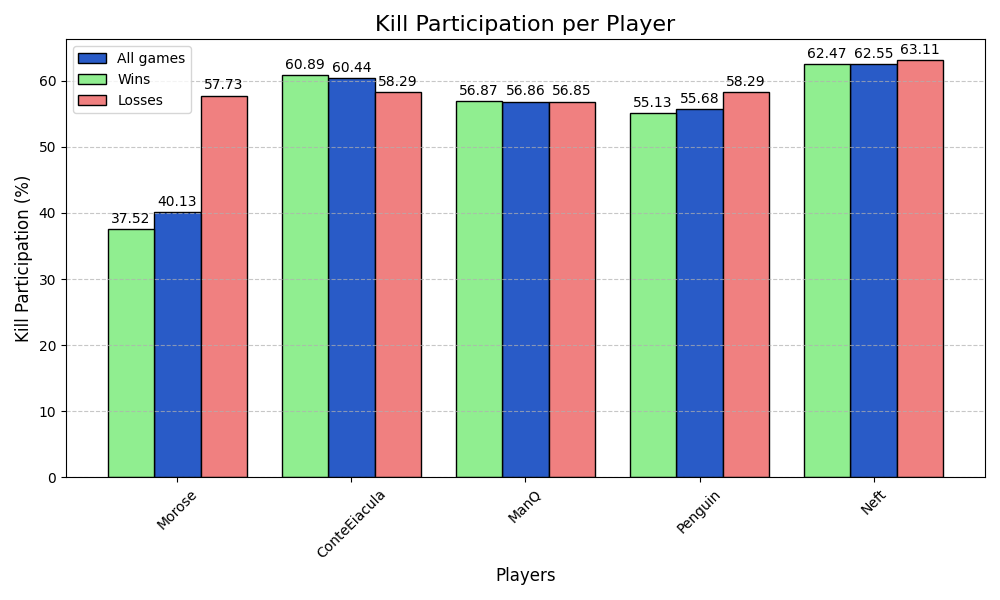 Kill Participation per Player
All games
Wins
Losses
37.52
40.13
57.73
60.89
60.44
58.29
56.87
56.86
56.85
55.13
55.68
58.29
62.47
62.55
63.11
Kill Participation (%)
60
50
40
30
20
10
0
Morose
ConteEiacula
ManQ
Penguin
Neft
Players